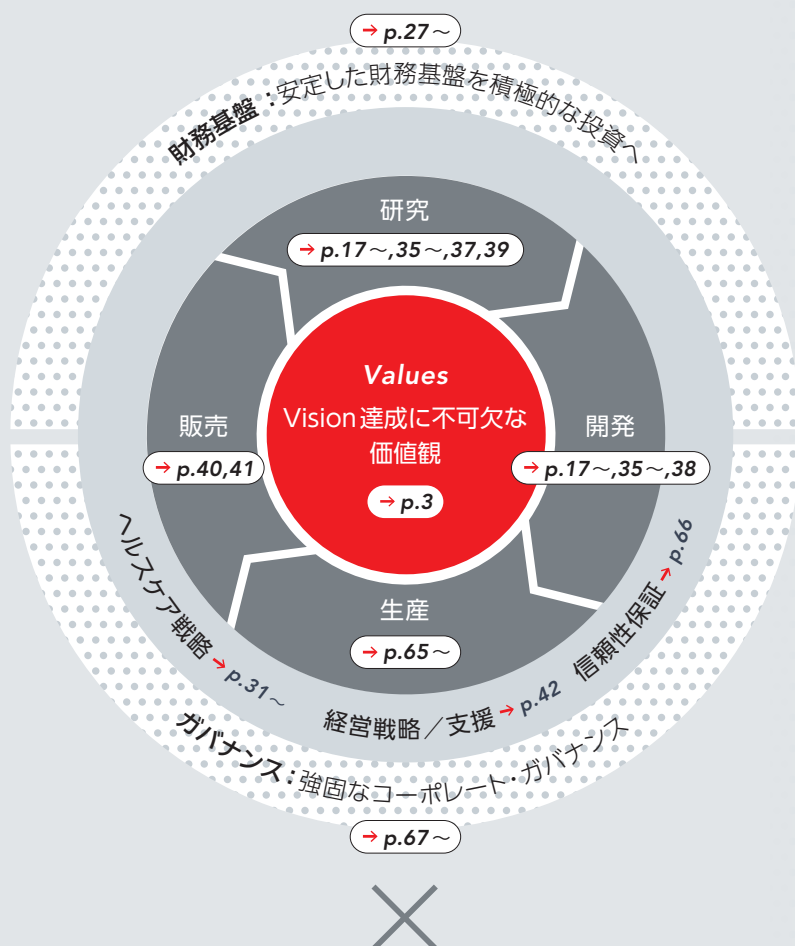 → p.27～
財務基盤：安定した財務基盤を積極的な投資へ
研究
→ p.17～,35～,37,39
Values
Vision達成に不可欠な
価値観
→ p.3
販売
→ p.40,41
開発
→ p.17～,35～,38
生産
→ p.65～
ヘルスケア戦略 → p.31～
経営戦略／支援 → p.42
信頼性保証 → p.66
ガバナンス：強固なコーポレート・ガバナンス
→ p.67～
×